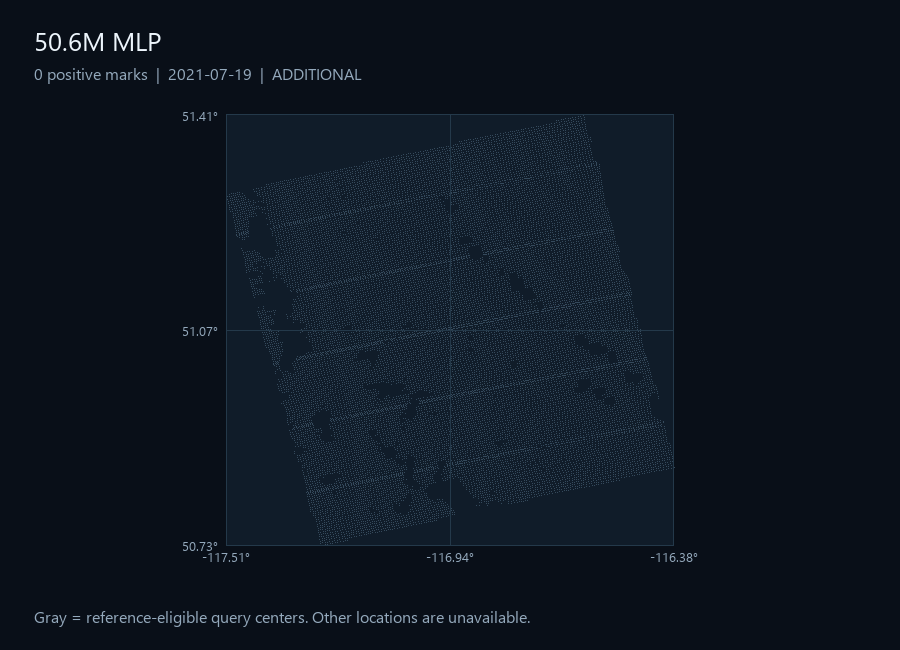 50.6M MLP
0 positive marks | 2021-07-19 | ADDITIONAL
51.41°
51.07°
50.73°
-117.51° -116.94° -116.38°
Gray = reference-eligible query centers. Other locations are unavailable.